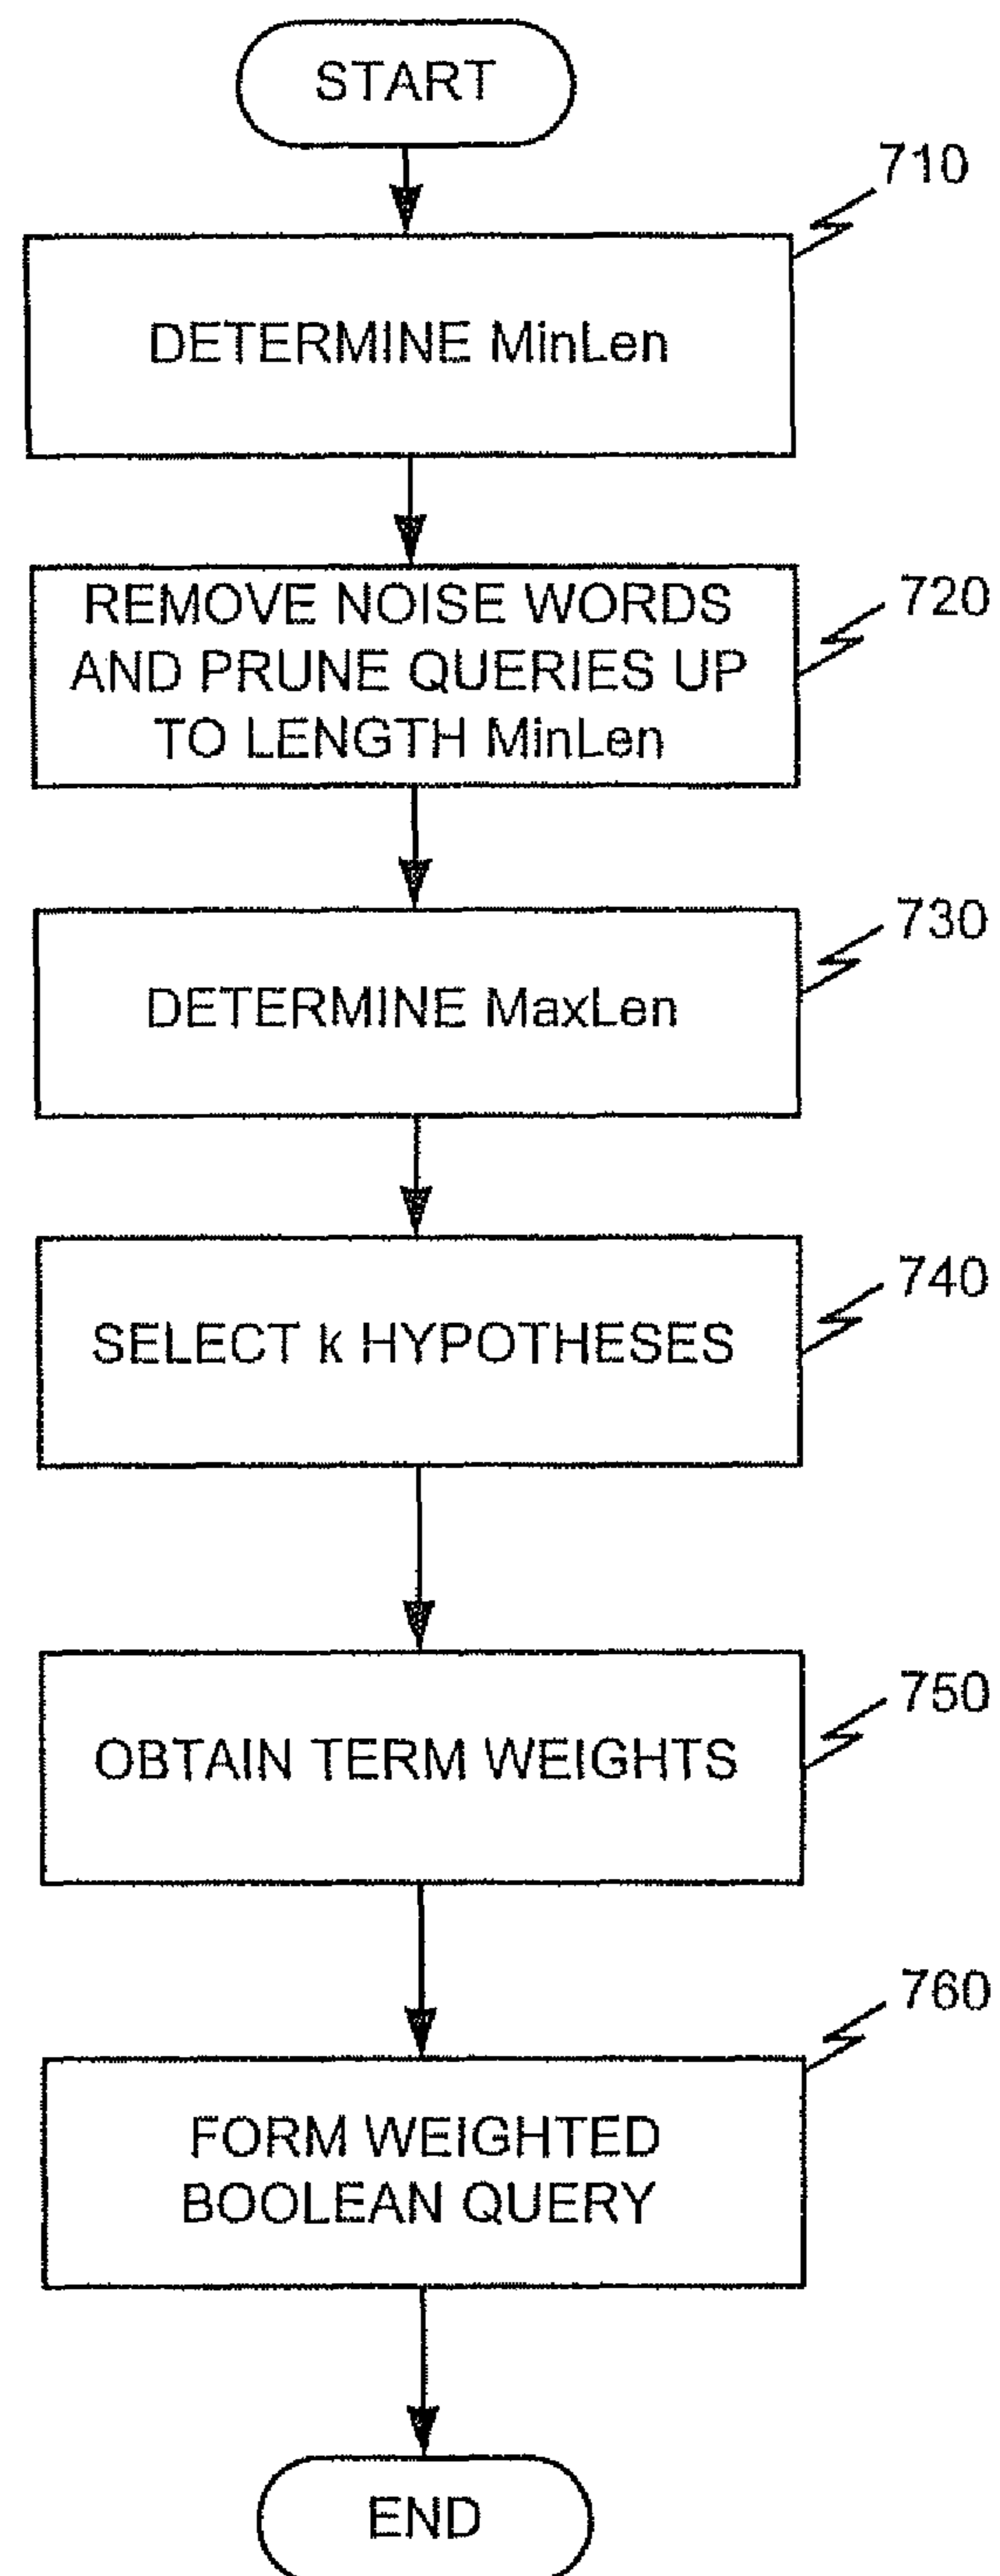 START
710
DETERMINE MinLen
REMOVE NOISE WORDS
AND PRUNE QUERIES UP
TO LENGTH MinLen
720
DETERMINE MaxLen
730
SELECT k HYPOTHESES
740
OBTAIN TERM WEIGHTS
750
FORM WEIGHTED
BOOLEAN QUERY
760
END